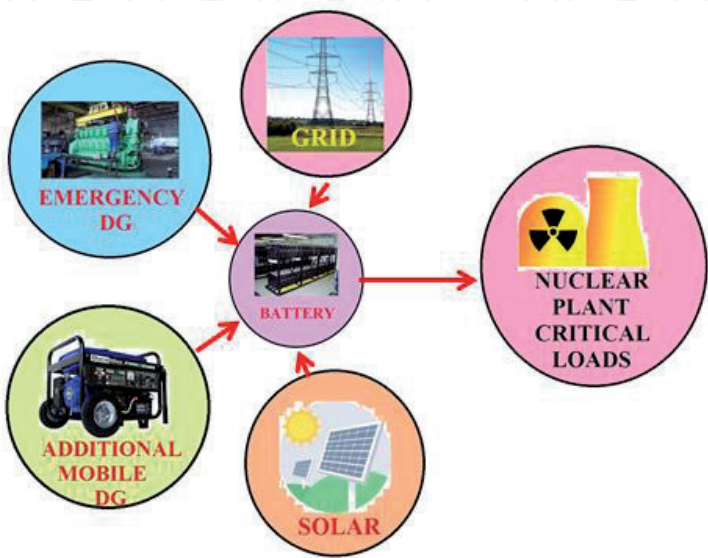 GRID
EMERGENCY
DG
BATTERY
NUCLEAR
PLANT
CRITICAL
LOADS
ADDITIONAL
MOBILE
DG
SOLAR